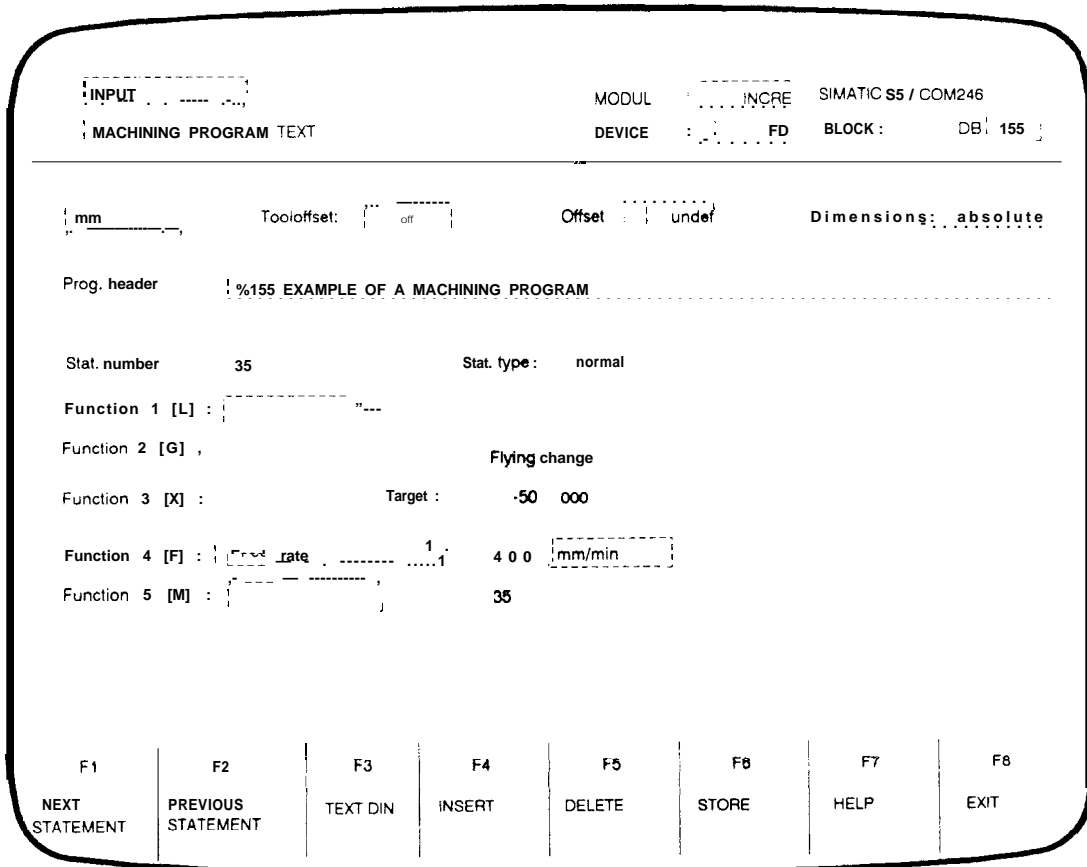 INPUT MODUL INCRE SIMATIC S5 / COM246
MACHINING PROGRAM TEXT DEVICE : FD BLOCK : DB 155
mm Tooloffset: off Offset : undef Dimensions: absolute
Prog. header %155 EXAMPLE OF A MACHINING PROGRAM
Stat. number 35 Stat. type : normal
Function 1 [L] :
Function 2 [G] , Flying change
Function 3 [X] : Target : -50 000
Function 4 [F] : rate 400 mm/min
Function 5 [M] : 35
F1 F2 F3 F4 F5 F6 F7 F8
NEXT PREVIOUS TEXT DIN INSERT DELETE STORE HELP EXIT
STATEMENT STATEMENT